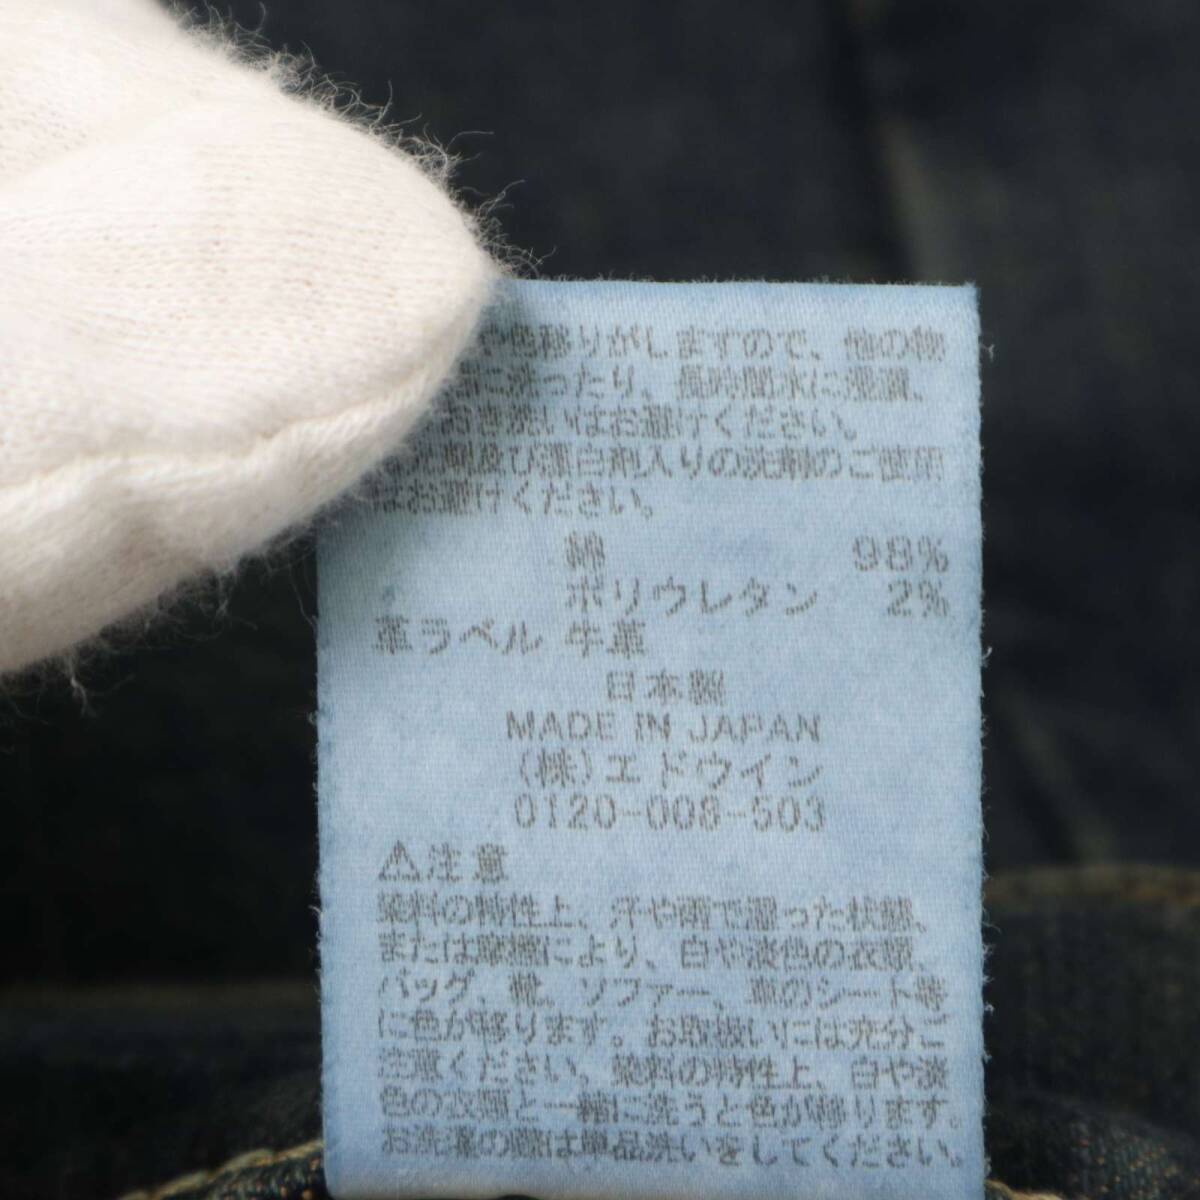 や色移りがしますので、他の物
に洗ったり、長時間水に浸漬、
おき洗いはお避けください。
及び漂白剤入りの洗剤のご使用
はお避けください。
綿 98%
ポリウレタン 2%
革ラベル 牛革
日本製
MADE IN JAPAN
(株)エドウイン
0120-008-503
⚠注意
染料の特性上、汗や雨で湿った状態、
または摩擦により、白や淡色の衣類、
バッグ、靴、ソファー、車のシート等
に色が移ります。お取扱いには充分ご
注意ください。染料の特性上、白や淡
色の衣類と一緒に洗うと色が移ります。
お洗濯の際は単品洗いをしてください。